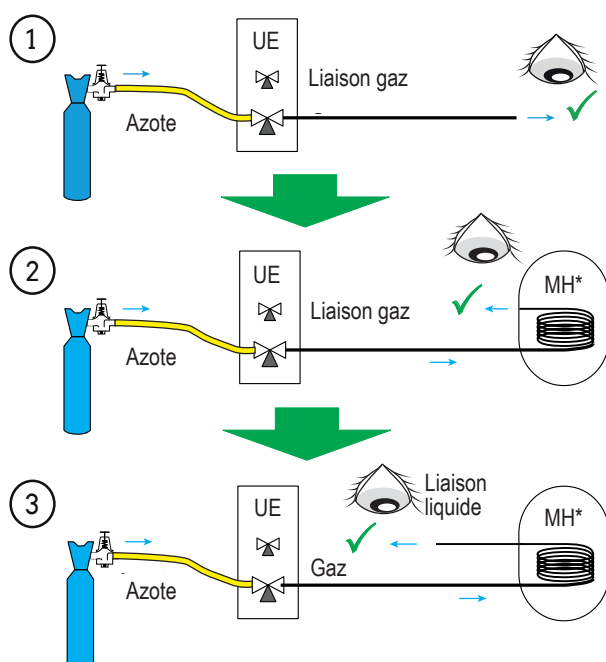 1
UE
Liaison gaz
Azote
2
UE
MH*
Liaison gaz
Azote
3
UE
Liaison
liquide
MH*
Gaz
Azote